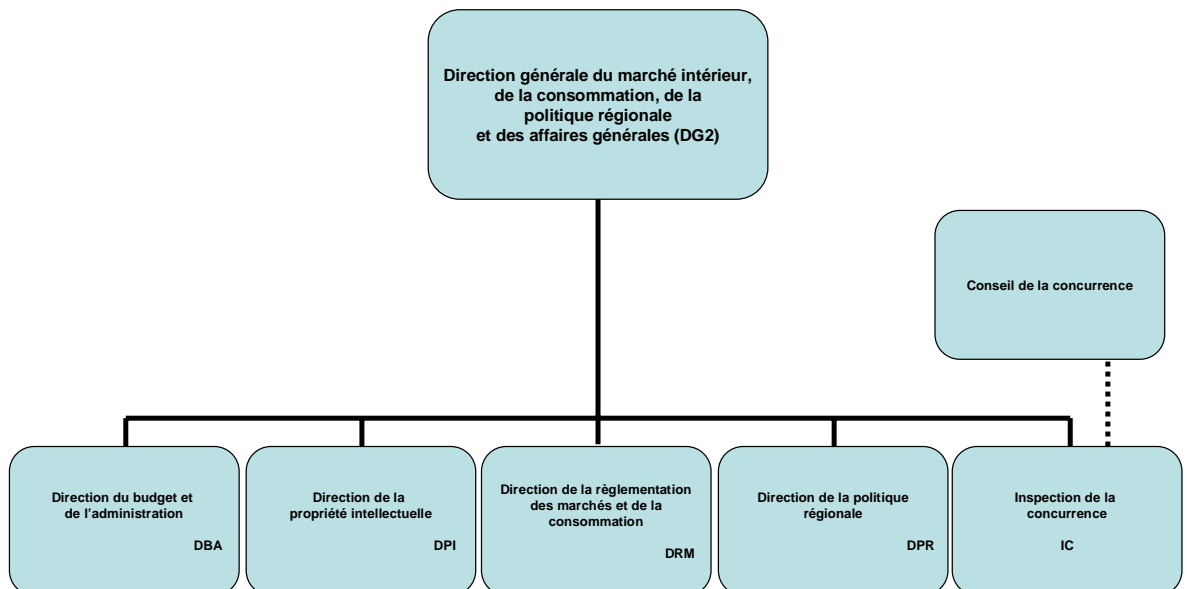 Direction générale du marché intérieur,
de la consommation, de la
politique régionale
et des affaires générales (DG2)
Conseil de la concurrence
Direction du budget et
de l’administration
DBA
Direction de la
propriété intellectuelle
DPI
Direction de la règlementation
des marchés et de la
consommation
DRM
Direction de la politique
régionale
DPR
Inspection de la
concurrence
IC